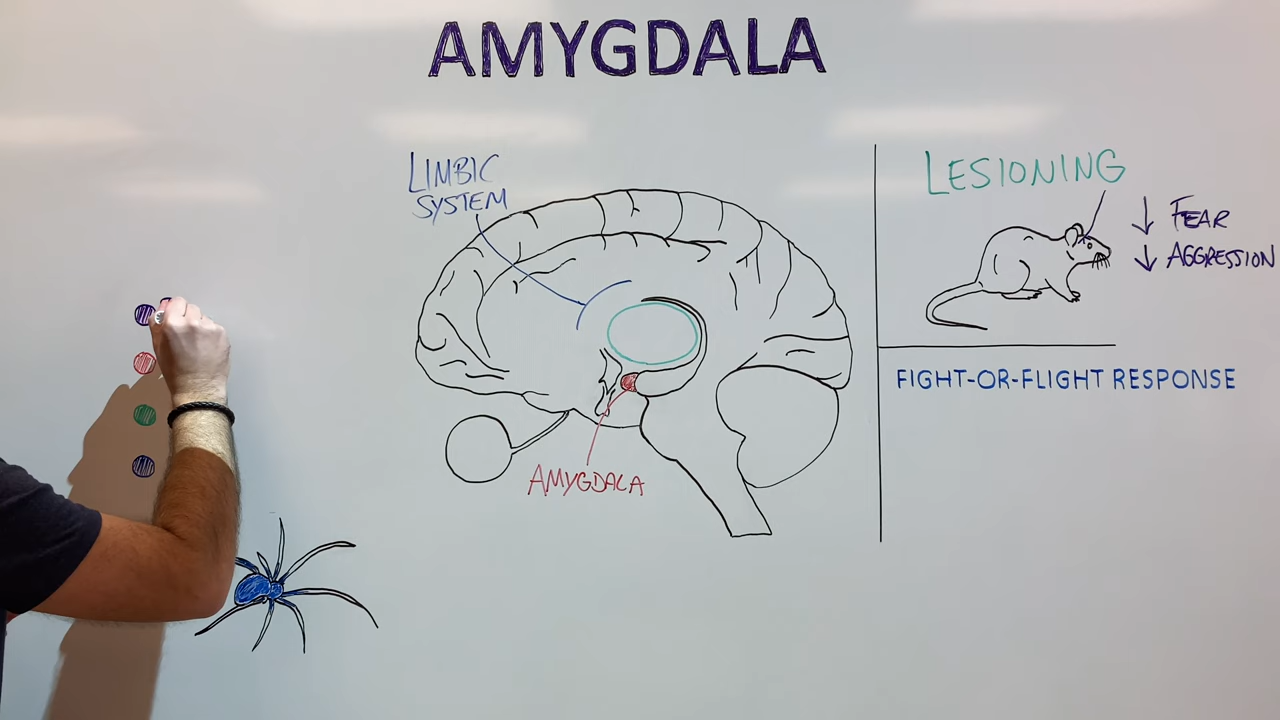 AMYGDALA
LIMBIC
SYSTEM
AMYGDALA
LESIONING
↓ FEAR
↓ AGGRESSION
FIGHT-OR-FLIGHT RESPONSE